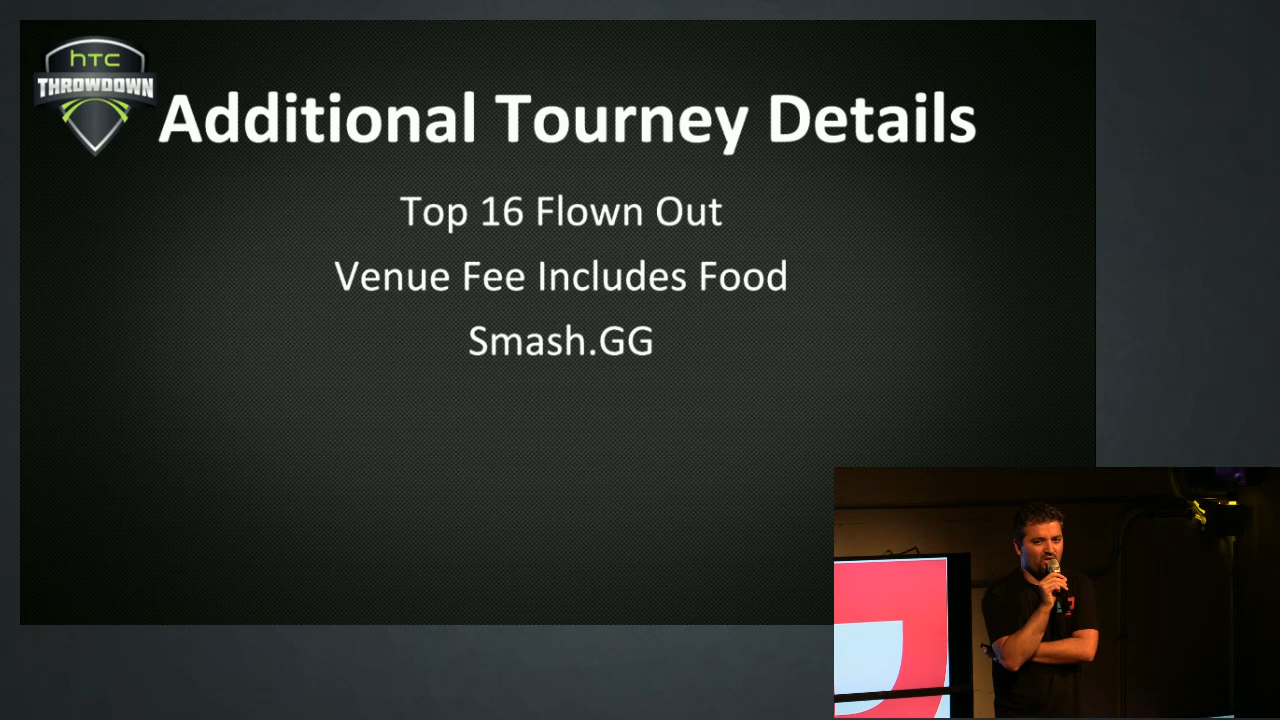 hTC
THROWDOWN
Additional Tourney Details
Top 16 Flown Out
Venue Fee Includes Food
Smash.GG